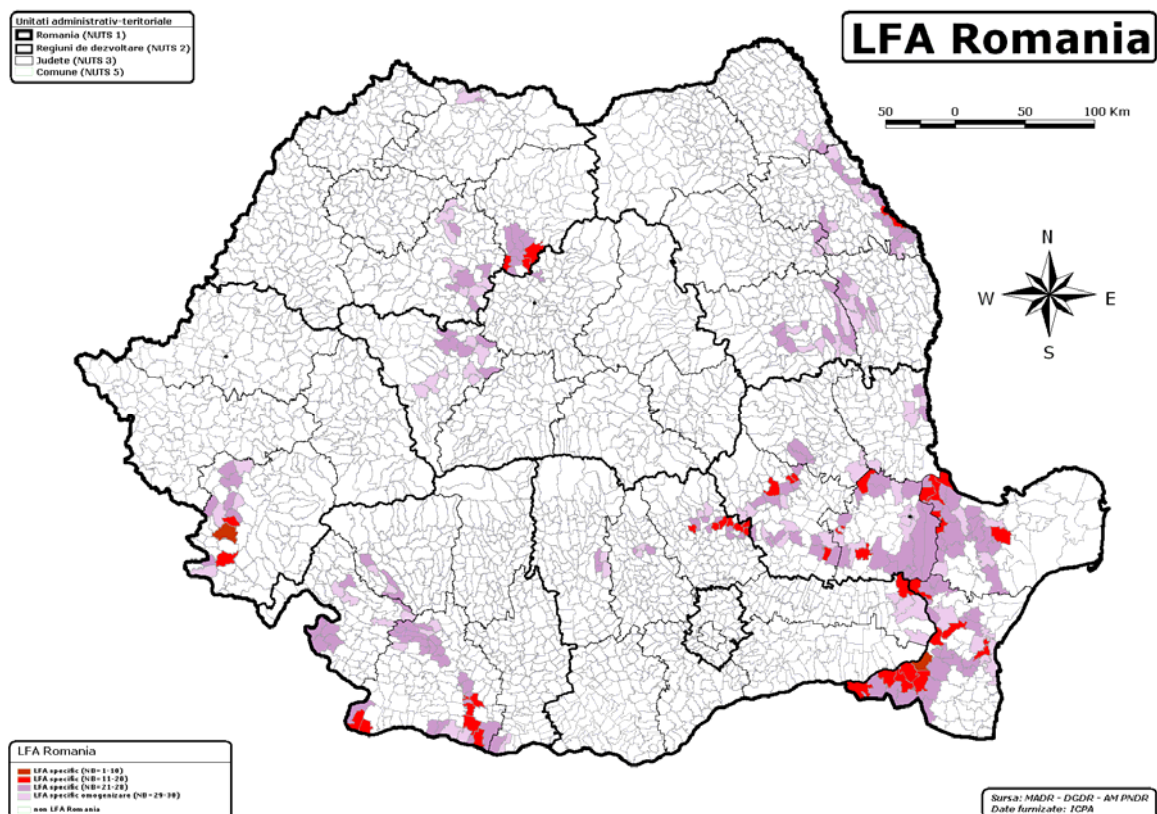 Unitati administrativ-teritoriale
Romania (NUTS 1)
Regiuni de dezvoltare (NUTS 2)
Judete (NUTS 3)
Comune (NUTS 5)
LFA Romania
50 0 50 100 Km
N
W E
S
LFA Romania
LFA specific (NB=1-10)
LFA specific (NB=11-20)
LFA specific (NB=21-28)
LFA specific omogenizare (NB=29-30)
non LFA Romania
Sursa: MADR - DGDR - AM PNDR
Date furnizate: ICPA